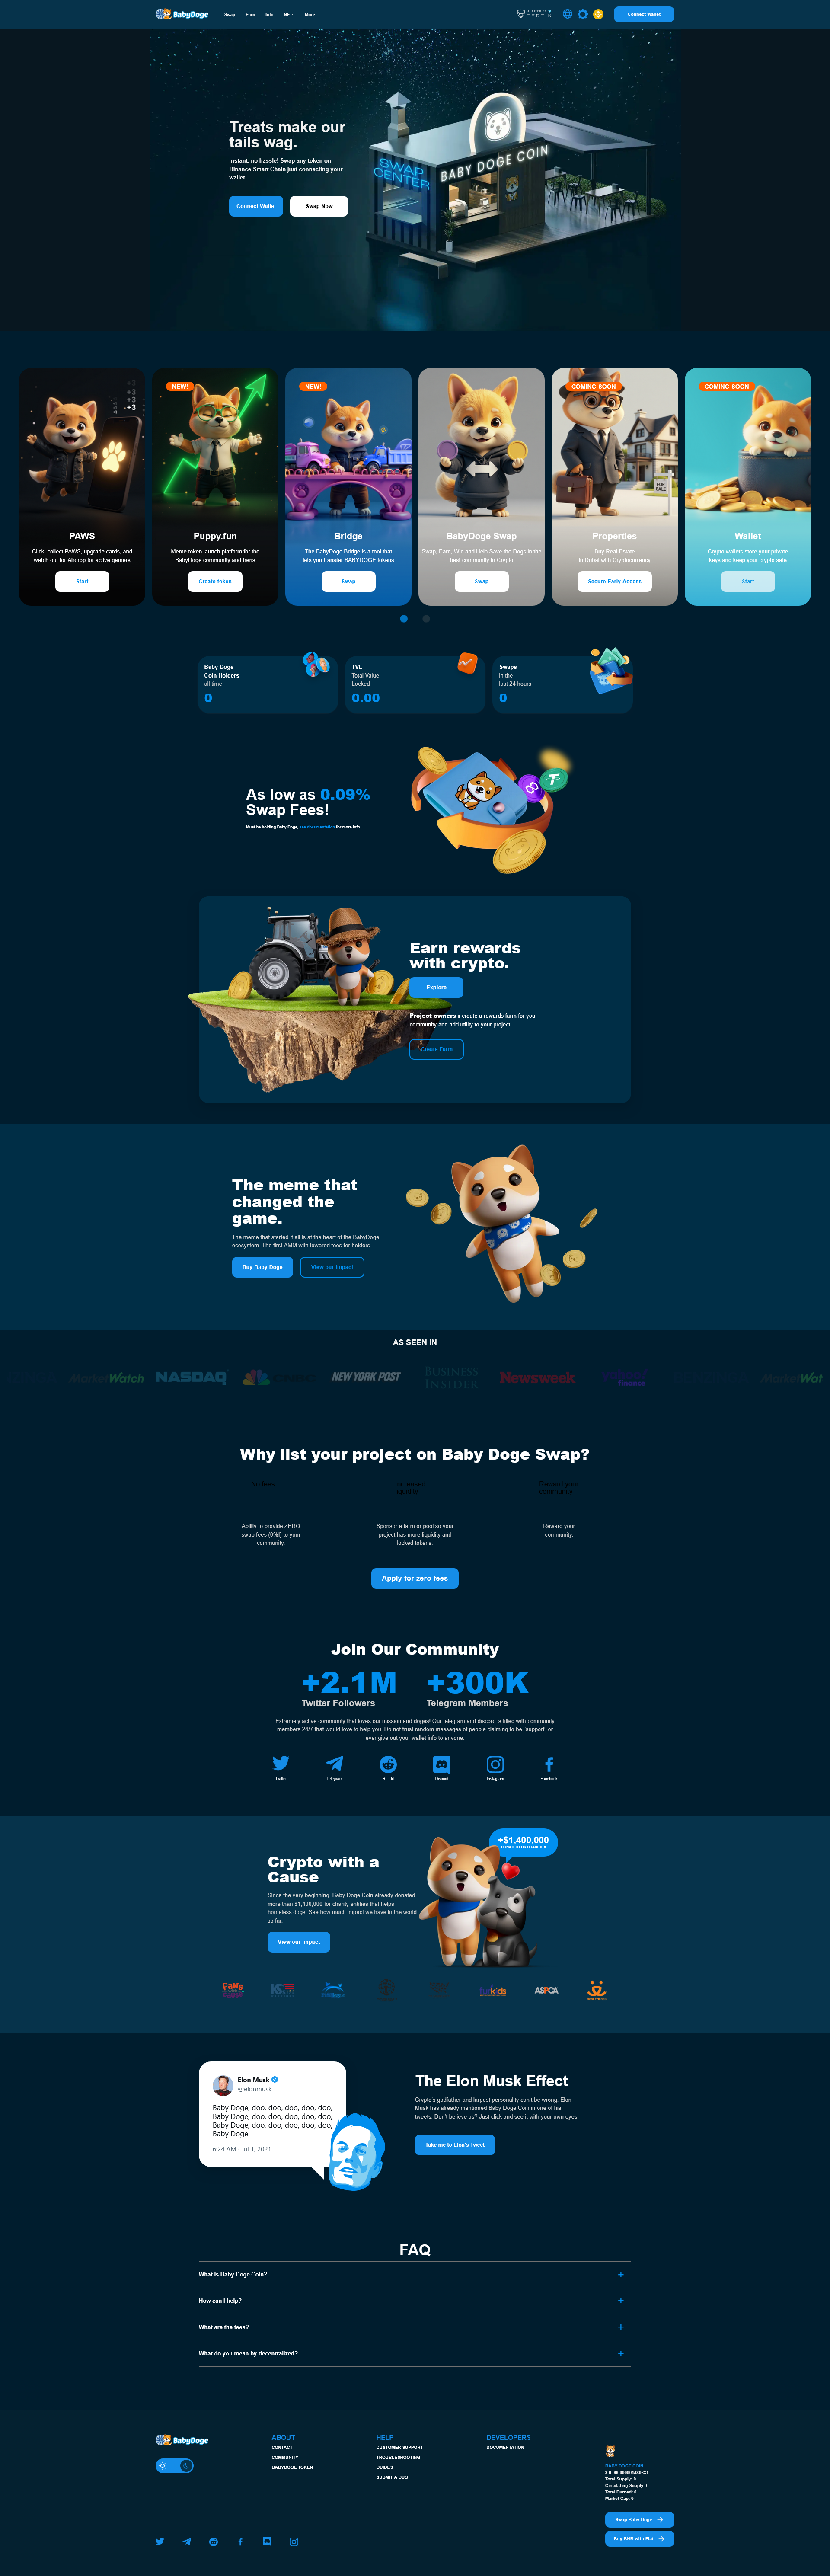 BabyDoge
Swap Earn Info NFTs More
AUDITED BY
CERTIK
Connect Wallet
Treats make our
tails wag.
Instant, no hassle! Swap any token on
Binance Smart Chain just connecting your
wallet.
Connect Wallet
Swap Now
SWAP
CENTER
BABY DOGE COIN
+3
+3
+3
+3
PAWS
Click, collect PAWS, upgrade cards, and
watch out for Airdop for active gamers
Start
NEW!
Puppy.fun
Meme token launch platform for the
BabyDoge community and frens
Create token
NEW!
Bridge
The BabyDoge Bridge is a tool that
lets you transfer BABYDOGE tokens
Swap
BabyDoge Swap
Swap, Earn, Win and Help Save the Dogs in the
best community in Crypto
Swap
COMING SOON
FOR
SALE
Properties
Buy Real Estate
in Dubai with Cryptocurrency
Secure Early Access
COMING SOON
Wallet
Crypto wallets store your private
keys and keep your crypto safe
Start
Baby Doge
Coin Holders
all time
0
TVL
Total Value
Locked
0.00
Swaps
in the
last 24 hours
0
As low as 0.09%
Swap Fees!
Must be holding Baby Doge, see documentation for more info.
Earn rewards
with crypto.
Explore
Project owners : create a rewards farm for your
community and add utility to your project.
Create Farm
The meme that
changed the
game.
The meme that started it all is at the heart of the BabyDoge
ecosystem. The first AMM with lowered fees for holders.
Buy Baby Doge
View our Impact
AS SEEN IN
MarketWatch
NASDAQ
NEW YORK POST
BUSINESS
INSIDER
Newsweek
finance
MarketWat
Why list your project on Baby Doge Swap?
No fees
Increased
liquidity
Reward your
community
Ability to provide ZERO
swap fees (0%!) to your
community.
Sponsor a farm or pool so your
project has more liquidity and
locked tokens.
Reward your
community.
Apply for zero fees
Join Our Community
+2.1M
Twitter Followers
+300K
Telegram Members
Extremely active community that loves our mission and doges! Our telegram and discord is filled with community
members 24/7 that would love to help you. Do not trust random messages of people claiming to be "support" or
ever give out your wallet info to anyone.
Twitter
Telegram
Reddit
Discord
Instagram
Facebook
+$1,400,000
DONATED FOR CHARITIES
Crypto with a
Cause
Since the very beginning, Baby Doge Coin already donated
more than $1,400,000 for charity entities that helps
homeless dogs. See how much impact we have in the world
so far.
View our Impact
Paws
ASPCA
Best Friends
Elon Musk
@elonmusk
Baby Doge, doo, doo, doo, doo, doo,
Baby Doge, doo, doo, doo, doo, doo,
Baby Doge, doo, doo, doo, doo, doo,
Baby Doge
6:24 AM · Jul 1, 2021
The Elon Musk Effect
Crypto's godfather and largest personality can't be wrong. Elon
Musk has already mentioned Baby Doge Coin in one of his
tweets. Don't believe us? Just click and see it with your own eyes!
Take me to Elon's Tweet
FAQ
What is Baby Doge Coin?
How can I help?
What are the fees?
What do you mean by decentralized?
BabyDoge
ABOUT
CONTACT
COMMUNITY
BABYDOGE TOKEN
HELP
CUSTOMER SUPPORT
TROUBLESHOOTING
GUIDES
SUBMIT A BUG
DEVELOPERS
DOCUMENTATION
BABY DOGE COIN
$ 0.000000001480831
Total Supply: 0
Circulating Supply: 0
Total Burned: 0
Market Cap: 0
Swap Baby Doge
Buy BNB with Fiat